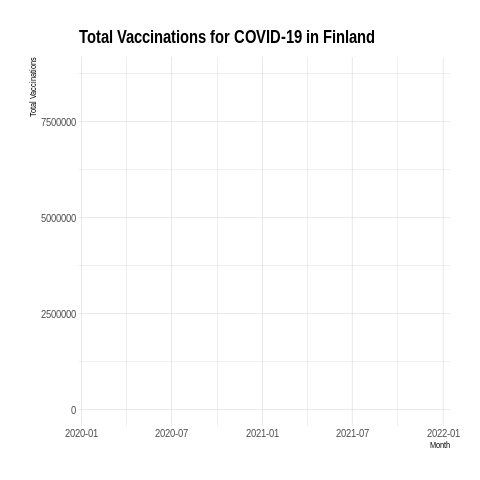 Total Vaccinations for COVID-19 in Finland
Total Vaccinations
7500000
5000000
2500000
0
2020-01 2020-07 2021-01 2021-07 2022-01
Month